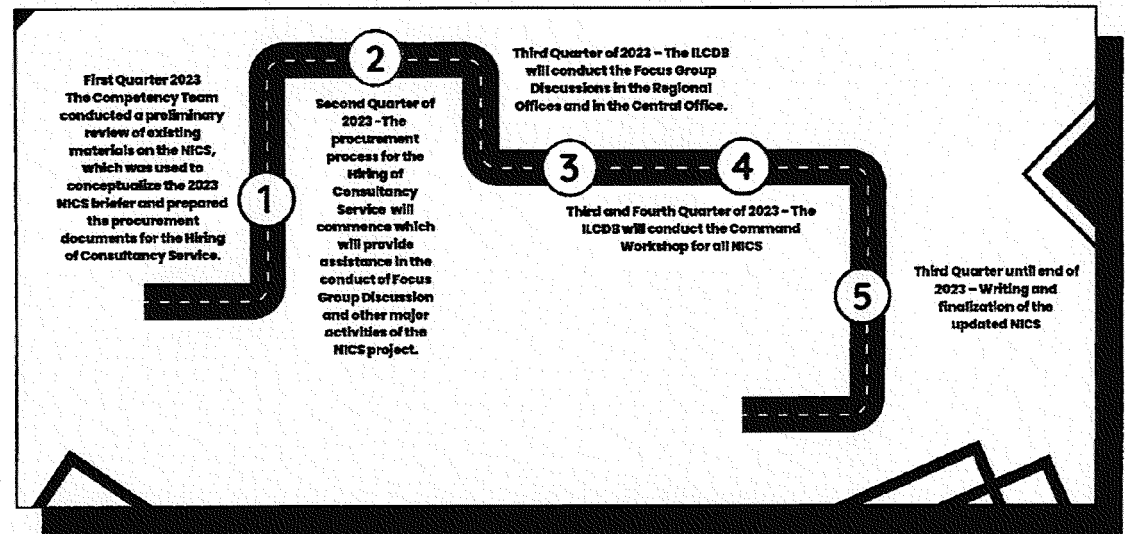 First Quarter 2023
The Competency Team
conducted a preliminary
review of existing
materials on the NICS,
which was used to
conceptualize the 2023
NICS briefer and prepared
the procurement
documents for the Hiring
of Consultancy Service.
1
2
Second Quarter of
2023 -The
procurement
process for the
Hiring of
Consultancy
Service will
commence which
will provide
assistance in the
conduct of Focus
Group Discussion
and other major
activities of the
NICS project.
Third Quarter of 2023 – The ILCDB
will conduct the Focus Group
Discussions in the Regional
Offices and in the Central Office.
3
4
Third and Fourth Quarter of 2023 – The
ILCDB will conduct the Command
Workshop for all NICS
5
Third Quarter until end of
2023 – Writing and
finalization of the
updated NICS